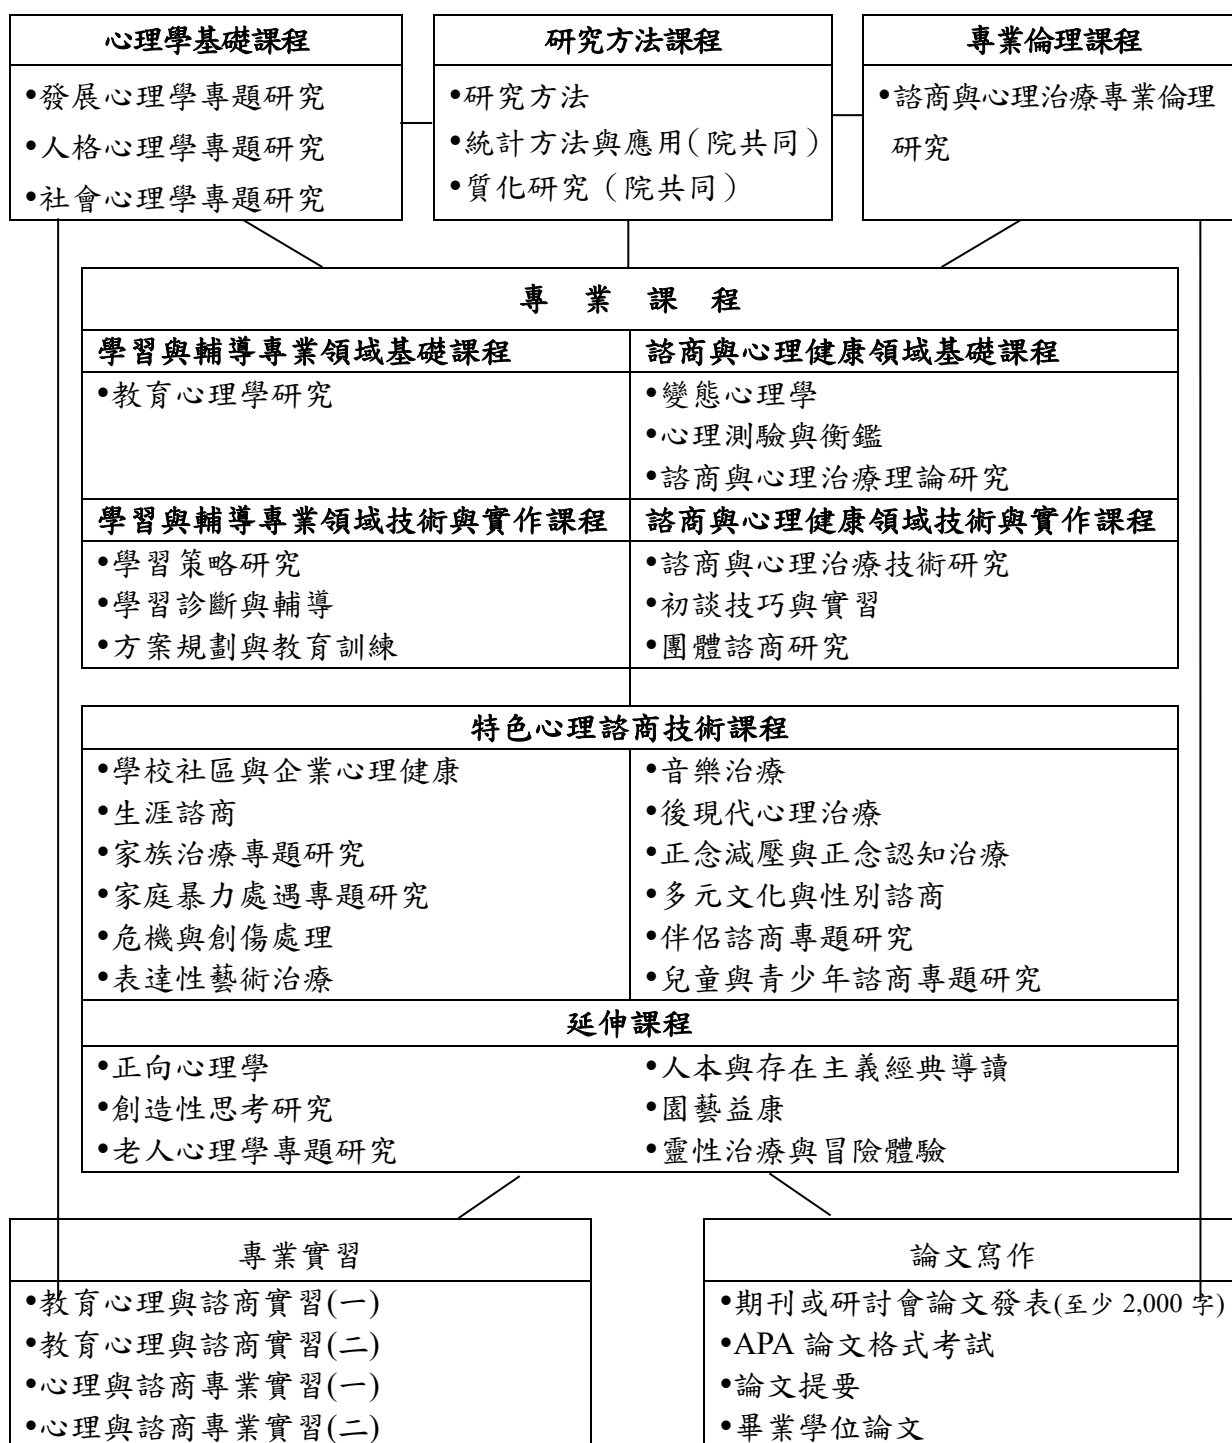 心理學基礎課程
•發展心理學專題研究
•人格心理學專題研究
•社會心理學專題研究
研究方法課程
•研究方法
•統計方法與應用(院共同)
•質化研究（院共同）
專業倫理課程
•諮商與心理治療專業倫理
研究
專 業 課 程
學習與輔導專業領域基礎課程
•教育心理學研究
諮商與心理健康領域基礎課程
•變態心理學
•心理測驗與衡鑑
•諮商與心理治療理論研究
學習與輔導專業領域技術與實作課程
•學習策略研究
•學習診斷與輔導
•方案規劃與教育訓練
諮商與心理健康領域技術與實作課程
•諮商與心理治療技術研究
•初談技巧與實習
•團體諮商研究
特色心理諮商技術課程
•學校社區與企業心理健康
•生涯諮商
•家族治療專題研究
•家庭暴力處遇專題研究
•危機與創傷處理
•表達性藝術治療
•音樂治療
•後現代心理治療
•正念減壓與正念認知治療
•多元文化與性別諮商
•伴侶諮商專題研究
•兒童與青少年諮商專題研究
延伸課程
•正向心理學
•創造性思考研究
•老人心理學專題研究
•人本與存在主義經典導讀
•園藝益康
•靈性治療與冒險體驗
專業實習
•教育心理與諮商實習(一)
•教育心理與諮商實習(二)
•心理與諮商專業實習(一)
•心理與諮商專業實習(二)
論文寫作
•期刊或研討會論文發表(至少 2,000 字)
•APA 論文格式考試
•論文提要
•畢業學位論文